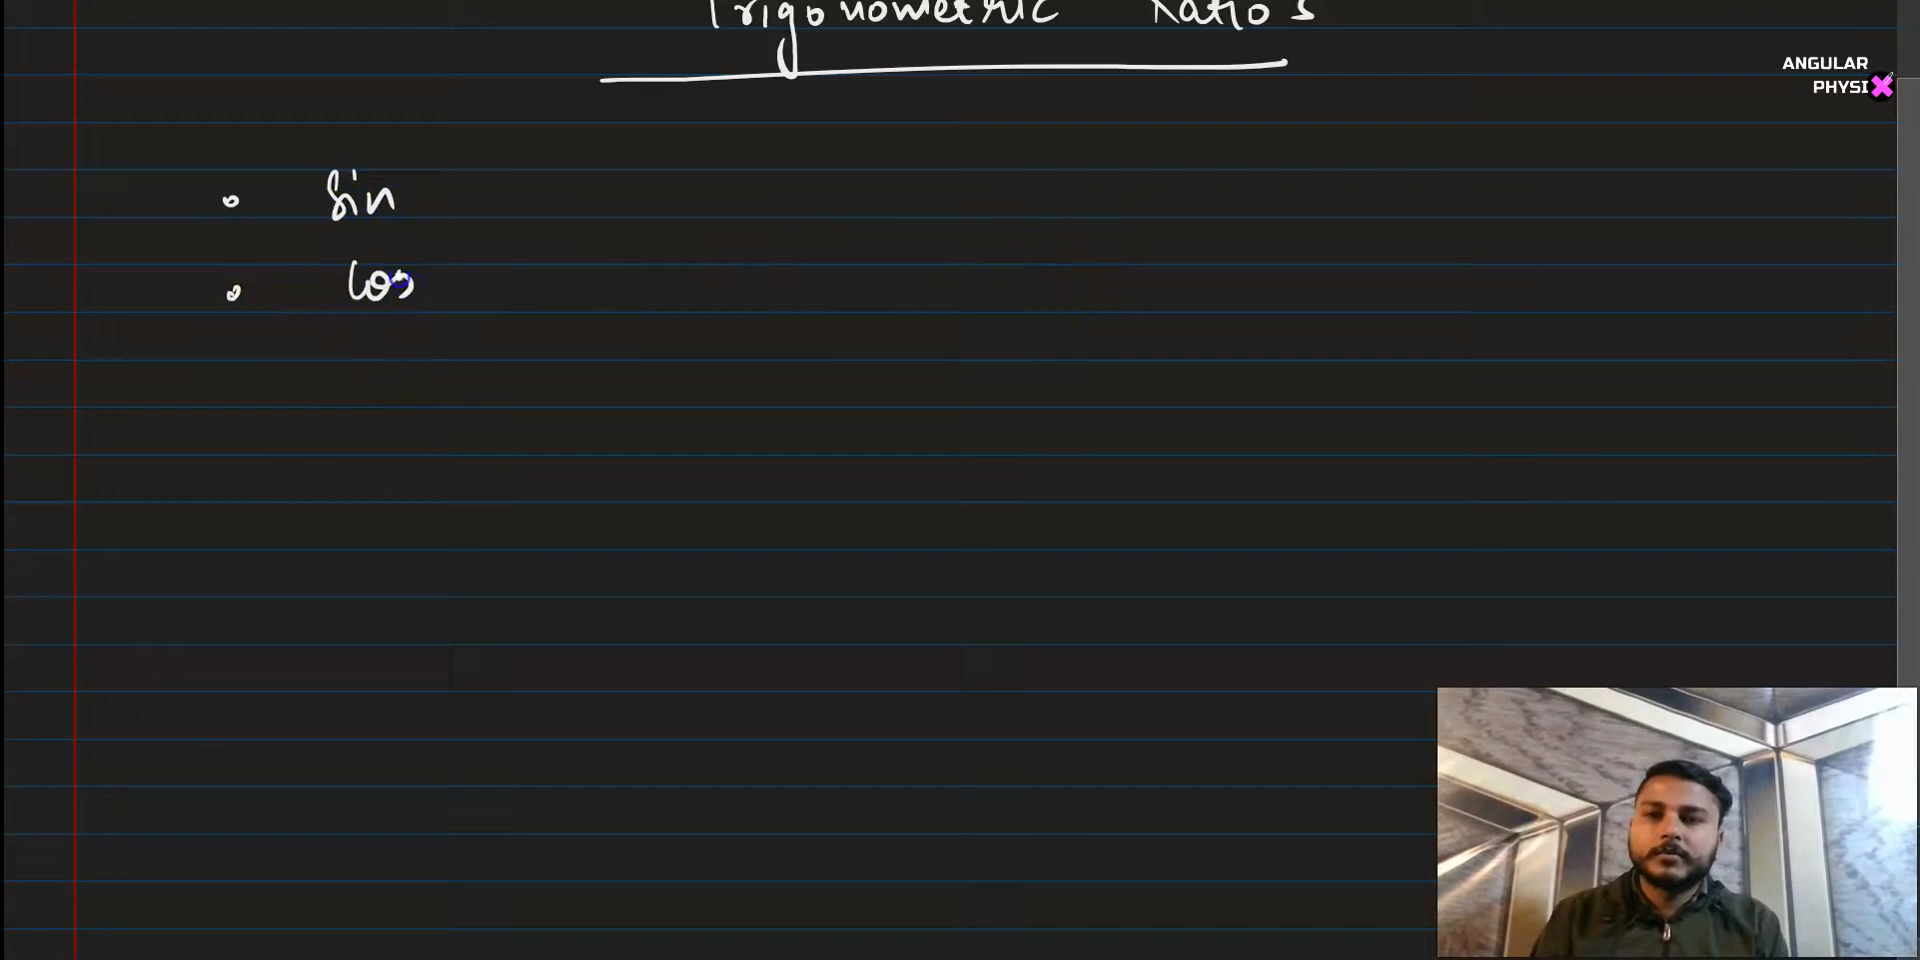 Trigonometric Ratio's
ANGULAR
PHYSIX
• Sin
• Cos